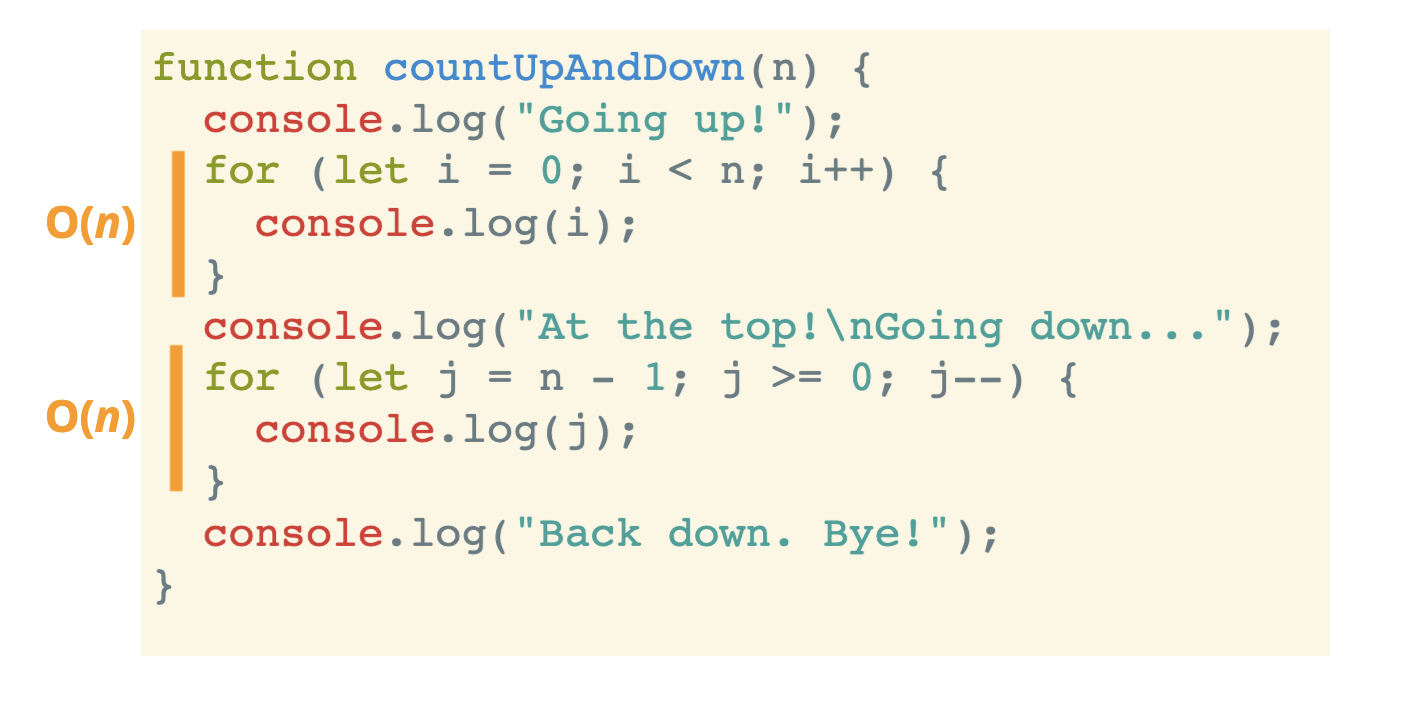 function countUpAndDown(n) {
console.log("Going up!");
for (let i = 0; i < n; i++) {
O(n)
console.log(i);
}
console.log("At the top!\nGoing down...");
for (let j = n - 1; j >= 0; j--) {
O(n)
console.log(j);
}
console.log("Back down. Bye!");
}